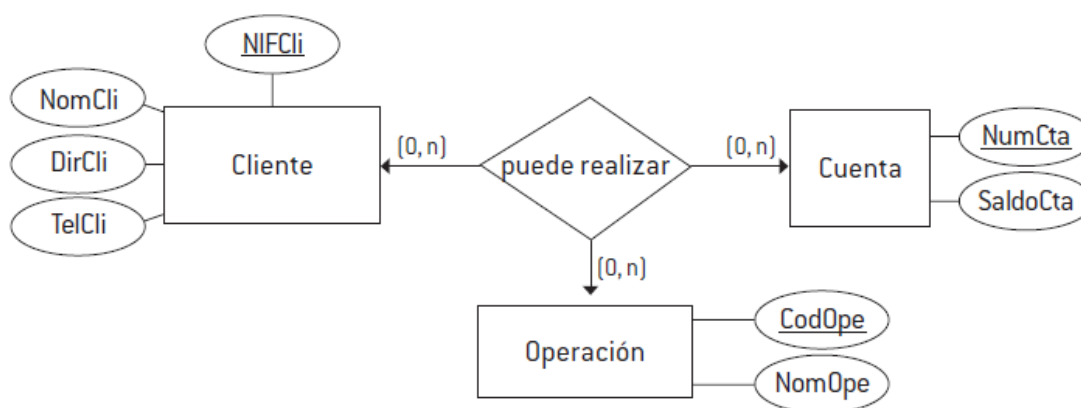 NIFCli
NomCli
DirCli
TelCli
Cliente
(0, n)
puede realizar
(0, n)
Cuenta
NumCta
SaldoCta
(0, n)
Operación
CodOpe
NomOpe